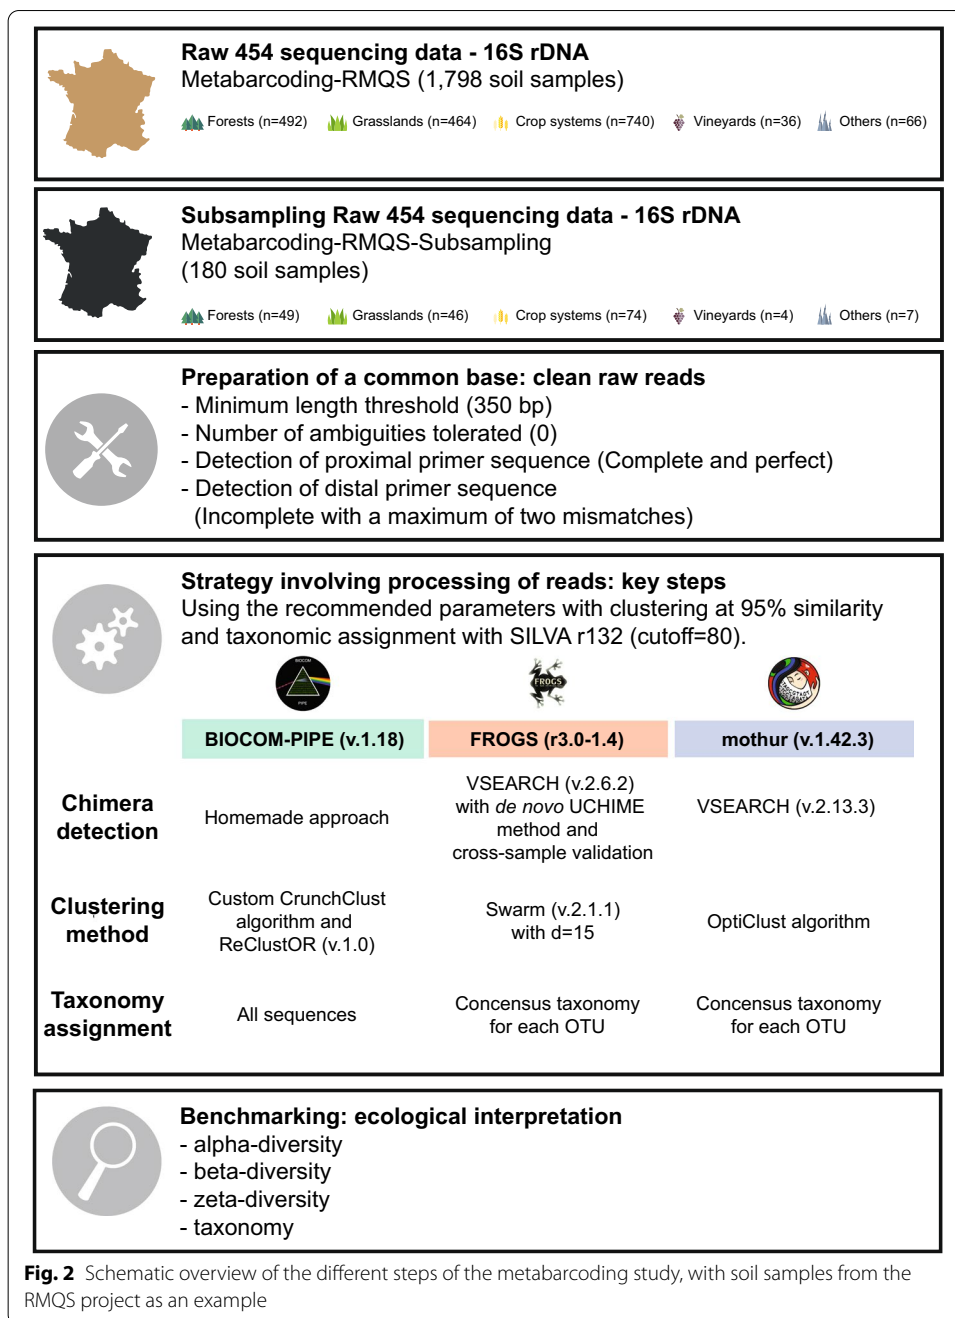 Raw 454 sequencing data - 16S rDNA
Metabarcoding-RMQS (1,798 soil samples)
Forests (n=492) Grasslands (n=464) Crop systems (n=740) Vineyards (n=36) Others (n=66)
Subsampling Raw 454 sequencing data - 16S rDNA
Metabarcoding-RMQS-Subsampling
(180 soil samples)
Forests (n=49) Grasslands (n=46) Crop systems (n=74) Vineyards (n=4) Others (n=7)
Preparation of a common base: clean raw reads
- Minimum length threshold (350 bp)
- Number of ambiguities tolerated (0)
- Detection of proximal primer sequence (Complete and perfect)
- Detection of distal primer sequence
(Incomplete with a maximum of two mismatches)
Strategy involving processing of reads: key steps
Using the recommended parameters with clustering at 95% similarity
and taxonomic assignment with SILVA r132 (cutoff=80).
BIOCOM
PIPE
FROGS
BIOCOM-PIPE (v.1.18) FROGS (r3.0-1.4) mothur (v.1.42.3)
Chimera
detection
Homemade approach
VSEARCH (v.2.6.2)
with de novo UCHIME
method and
cross-sample validation
VSEARCH (v.2.13.3)
Clustering
method
Custom CrunchClust
algorithm and
ReClustOR (v.1.0)
Swarm (v.2.1.1)
with d=15
OptiClust algorithm
Taxonomy
assignment
All sequences
Concensus taxonomy
for each OTU
Concensus taxonomy
for each OTU
Benchmarking: ecological interpretation
- alpha-diversity
- beta-diversity
- zeta-diversity
- taxonomy
Fig. 2 Schematic overview of the different steps of the metabarcoding study, with soil samples from the
RMQS project as an example